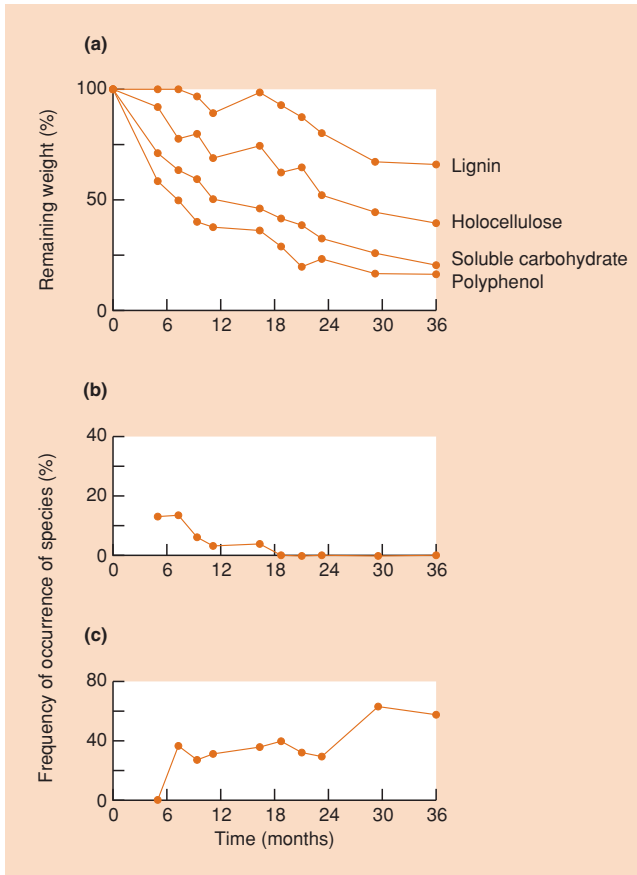 (a)
Remaining weight (%)
100
50
0
0 6 12 18 24 30 36
Lignin
Holocellulose
Soluble carbohydrate
Polyphenol
Frequency of occurrence of species (%)
(b)
40
20
0
0 6 12 18 24 30 36
(c)
80
40
0
0 6 12 18 24 30 36
Time (months)